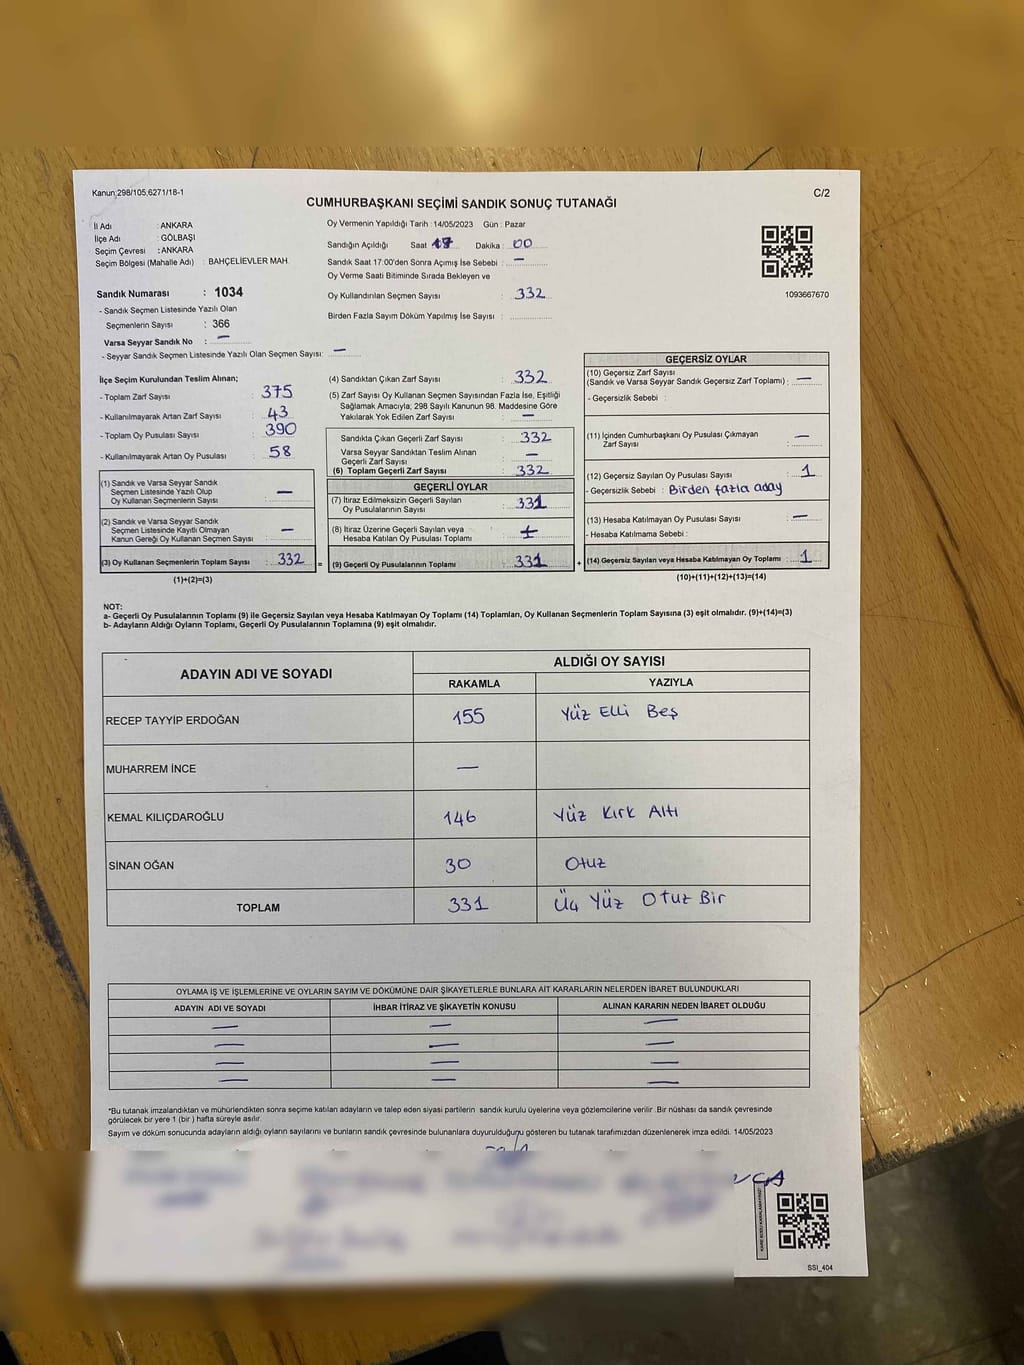 Kanun;298/105,6271/18-1
C/2
CUMHURBAŞKANI SEÇİMİ SANDIK SONUÇ TUTANAĞI
İl Adı : ANKARA
İlçe Adı : GÖLBAŞI
Seçim Çevresi : ANKARA
Seçim Bölgesi (Mahalle Adı) : BAHÇELİEVLER MAH.
Sandık Numarası : 1034
- Sandık Seçmen Listesinde Yazılı Olan
Seçmenlerin Sayısı : 366
Varsa Seyyar Sandık No : —
- Seyyar Sandık Seçmen Listesinde Yazılı Olan Seçmen Sayısı: —
Oy Vermenin Yapıldığı Tarih : 14/05/2023 Gün : Pazar
Sandığın Açıldığı Saat 17 Dakika : 00
Sandık Saat 17:00'den Sonra Açılmış İse Sebebi : —
Oy Verme Saati Bitiminde Sırada Bekleyen ve
Oy Kullandırılan Seçmen Sayısı : 332
Birden Fazla Sayım Döküm Yapılmış İse Sayısı :
1093667670
İlçe Seçim Kurulundan Teslim Alınan;
- Toplam Zarf Sayısı : 375
- Kullanılmayarak Artan Zarf Sayısı : 43
- Toplam Oy Pusulası Sayısı : 390
- Kullanılmayarak Artan Oy Pusulası : 58
(1) Sandık ve Varsa Seyyar Sandık
Seçmen Listesinde Yazılı Olup
Oy Kullanan Seçmenlerin Sayısı : —
(2) Sandık ve Varsa Seyyar Sandık
Seçmen Listesinde Kayıtlı Olmayan
Kanun Gereği Oy Kullanan Seçmen Sayısı : —
(3) Oy Kullanan Seçmenlerin Toplam Sayısı : 332 =
(1)+(2)=(3)
(4) Sandıktan Çıkan Zarf Sayısı : 332
(5) Zarf Sayısı Oy Kullanan Seçmen Sayısından Fazla İse, Eşitliği
Sağlamak Amacıyla; 298 Sayılı Kanunun 98. Maddesine Göre
Yakılarak Yok Edilen Zarf Sayısı : —
Sandıkta Çıkan Geçerli Zarf Sayısı : 332
Varsa Seyyar Sandıktan Teslim Alınan
Geçerli Zarf Sayısı : —
(6) Toplam Geçerli Zarf Sayısı : 332
GEÇERLİ OYLAR
(7) İtiraz Edilmeksizin Geçerli Sayılan
Oy Pusulalarının Sayısı : 331
(8) İtiraz Üzerine Geçerli Sayılan veya
Hesaba Katılan Oy Pusulası Toplamı :
(9) Geçerli Oy Pusulalarının Toplamı : 331 +
GEÇERSİZ OYLAR
(10) Geçersiz Zarf Sayısı
(Sandık ve Varsa Seyyar Sandık Geçersiz Zarf Toplamı) : —
- Geçersizlik Sebebi :
(11) İçinden Cumhurbaşkanı Oy Pusulası Çıkmayan
Zarf Sayısı : —
(12) Geçersiz Sayılan Oy Pusulası Sayısı : 1
- Geçersizlik Sebebi : Birden fazla aday
(13) Hesaba Katılmayan Oy Pusulası Sayısı : —
- Hesaba Katılmama Sebebi :
(14) Geçersiz Sayılan veya Hesaba Katılmayan Oy Toplamı : 1
(10)+(11)+(12)+(13)=(14)
NOT:
a- Geçerli Oy Pusulalarının Toplamı (9) ile Geçersiz Sayılan veya Hesaba Katılmayan Oy Toplamı (14) Toplamları, Oy Kullanan Seçmenlerin Toplam Sayısına (3) eşit olmalıdır. (9)+(14)=(3)
b- Adayların Aldığı Oyların Toplamı, Geçerli Oy Pusulalarının Toplamına (9) eşit olmalıdır.
ADAYIN ADI VE SOYADI ALDIĞI OY SAYISI
RAKAMLA YAZIYLA
RECEP TAYYİP ERDOĞAN 155 Yüz Elli Beş
MUHARREM İNCE —
KEMAL KILIÇDAROĞLU 146 Yüz Kırk Altı
SİNAN OĞAN 30 Otuz
TOPLAM 331 Üç Yüz Otuz Bir
OYLAMA İŞ VE İŞLEMLERİNE VE OYLARIN SAYIM VE DÖKÜMÜNE DAİR ŞİKAYETLERLE BUNLARA AİT KARARLARIN NELERDEN İBARET BULUNDUKLARI
ADAYIN ADI VE SOYADI İHBAR İTİRAZ VE ŞİKAYETİN KONUSU ALINAN KARARIN NEDEN İBARET OLDUĞU
— — —
— — —
— — —
— — —
*Bu tutanak imzalandıktan ve mühürlendikten sonra seçime katılan adayların ve talep eden siyasi partilerin sandık kurulu üyelerine veya gözlemcilerine verilir. Bir nüshası da sandık çevresinde
görülecek bir yere 1 (bir ) hafta süreyle asılır.
Sayım ve döküm sonucunda adayların aldığı oyların sayılarını ve bunların sandık çevresinde bulunanlara duyurulduğunu gösteren bu tutanak tarafımızdan düzenlenerek imza edildi. 14/05/2023
SSI_404